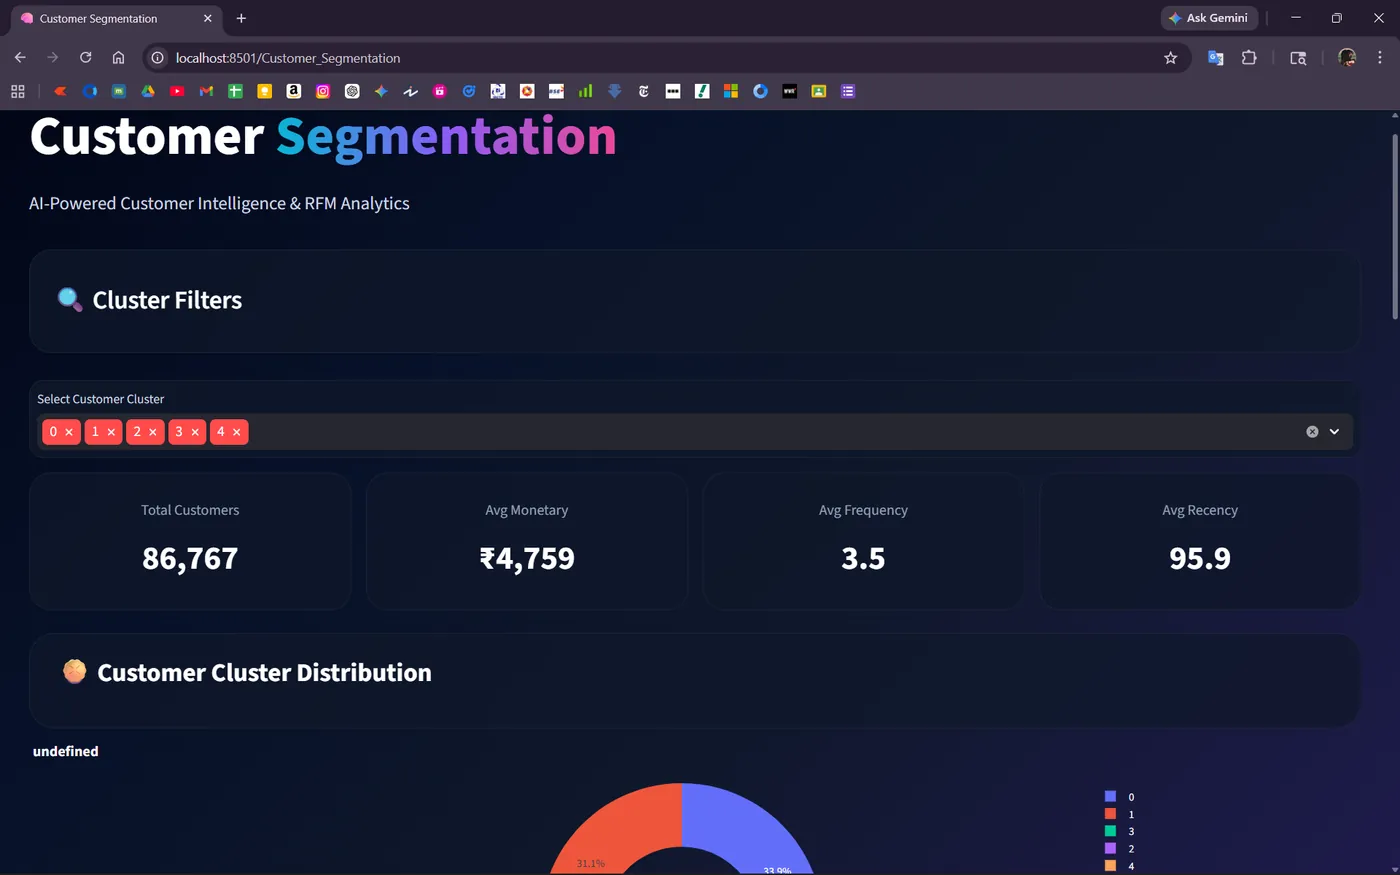 Customer Segmentation
Ask Gemini
localhost:8501/Customer_Segmentation
Customer Segmentation
AI-Powered Customer Intelligence & RFM Analytics
Cluster Filters
Select Customer Cluster
0 × 1 × 2 × 3 × 4 ×
Total Customers
86,767
Avg Monetary
₹4,759
Avg Frequency
3.5
Avg Recency
95.9
Customer Cluster Distribution
undefined
31.1%
33.9%
0
1
3
2
4